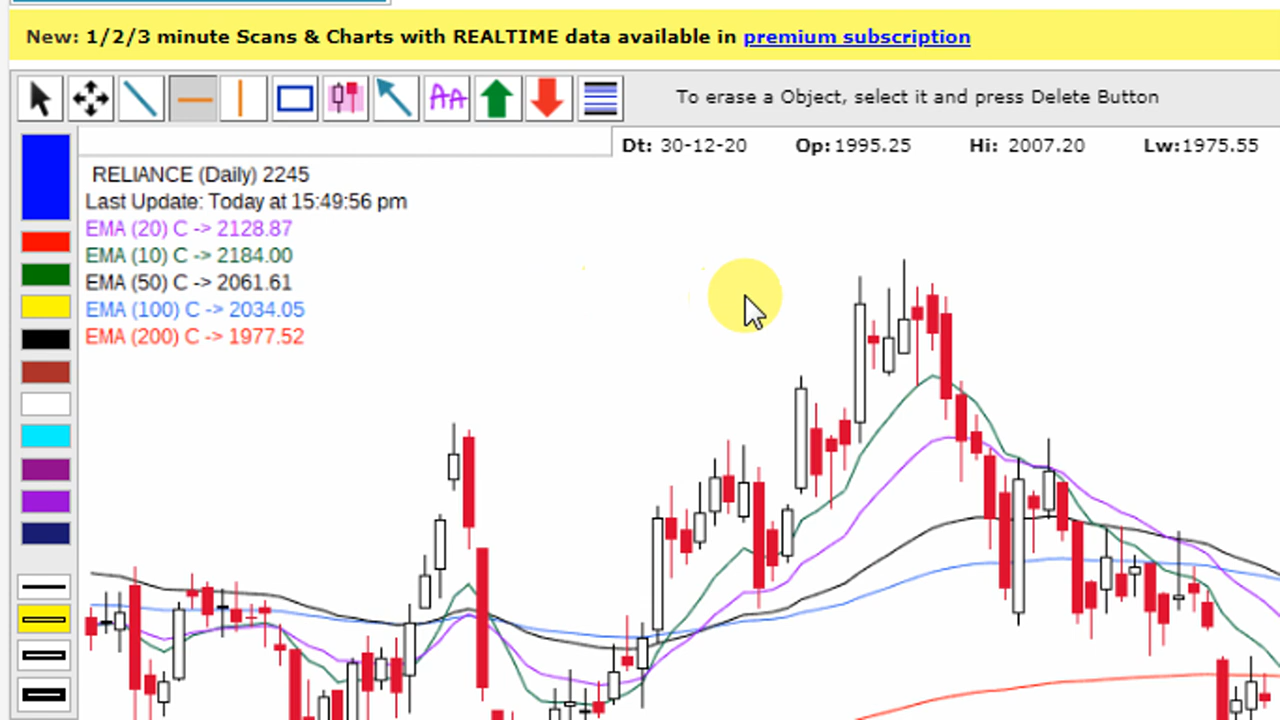 New: 1/2/3 minute Scans & Charts with REALTIME data available in premium subscription
AA To erase a Object, select it and press Delete Button
Dt: 30-12-20 Op: 1995.25 Hi: 2007.20 Lw: 1975.55
RELIANCE (Daily) 2245
Last Update: Today at 15:49:56 pm
EMA (20) C -> 2128.87
EMA (10) C -> 2184.00
EMA (50) C -> 2061.61
EMA (100) C -> 2034.05
EMA (200) C -> 1977.52